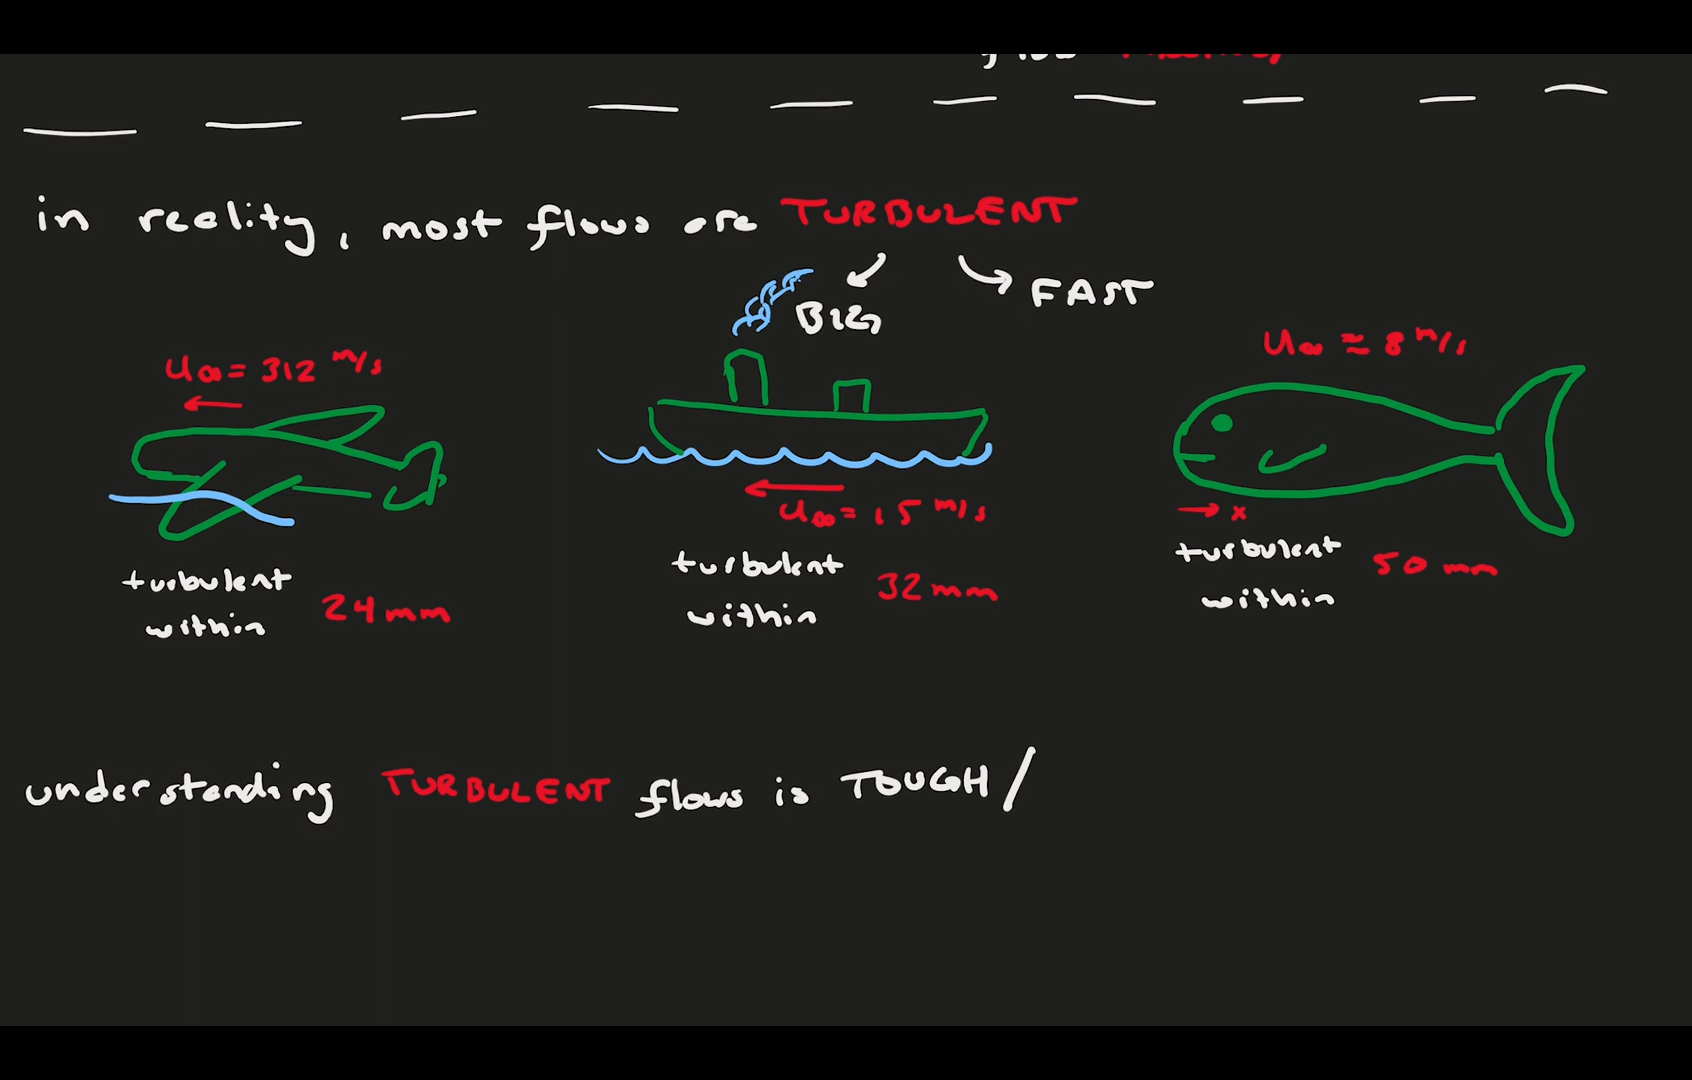 in reality, most flows are TURBULENT
BIG
FAST
u∞ = 312 m/s
u∞ ≈ 8 m/s
u∞ = 15 m/s
x
turbulent
within 24 mm
turbulent
within 32 mm
turbulent
within 50 mm
understanding TURBULENT flows is TOUGH/